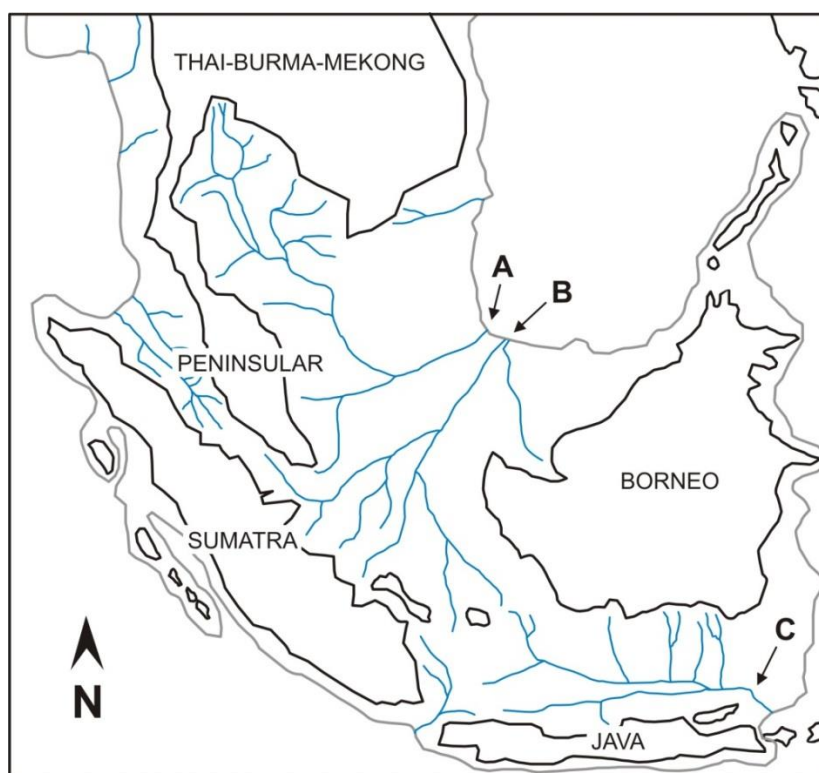 THAI-BURMA-MEKONG
A
B
PENINSULAR
BORNEO
SUMATRA
C
N
JAVA